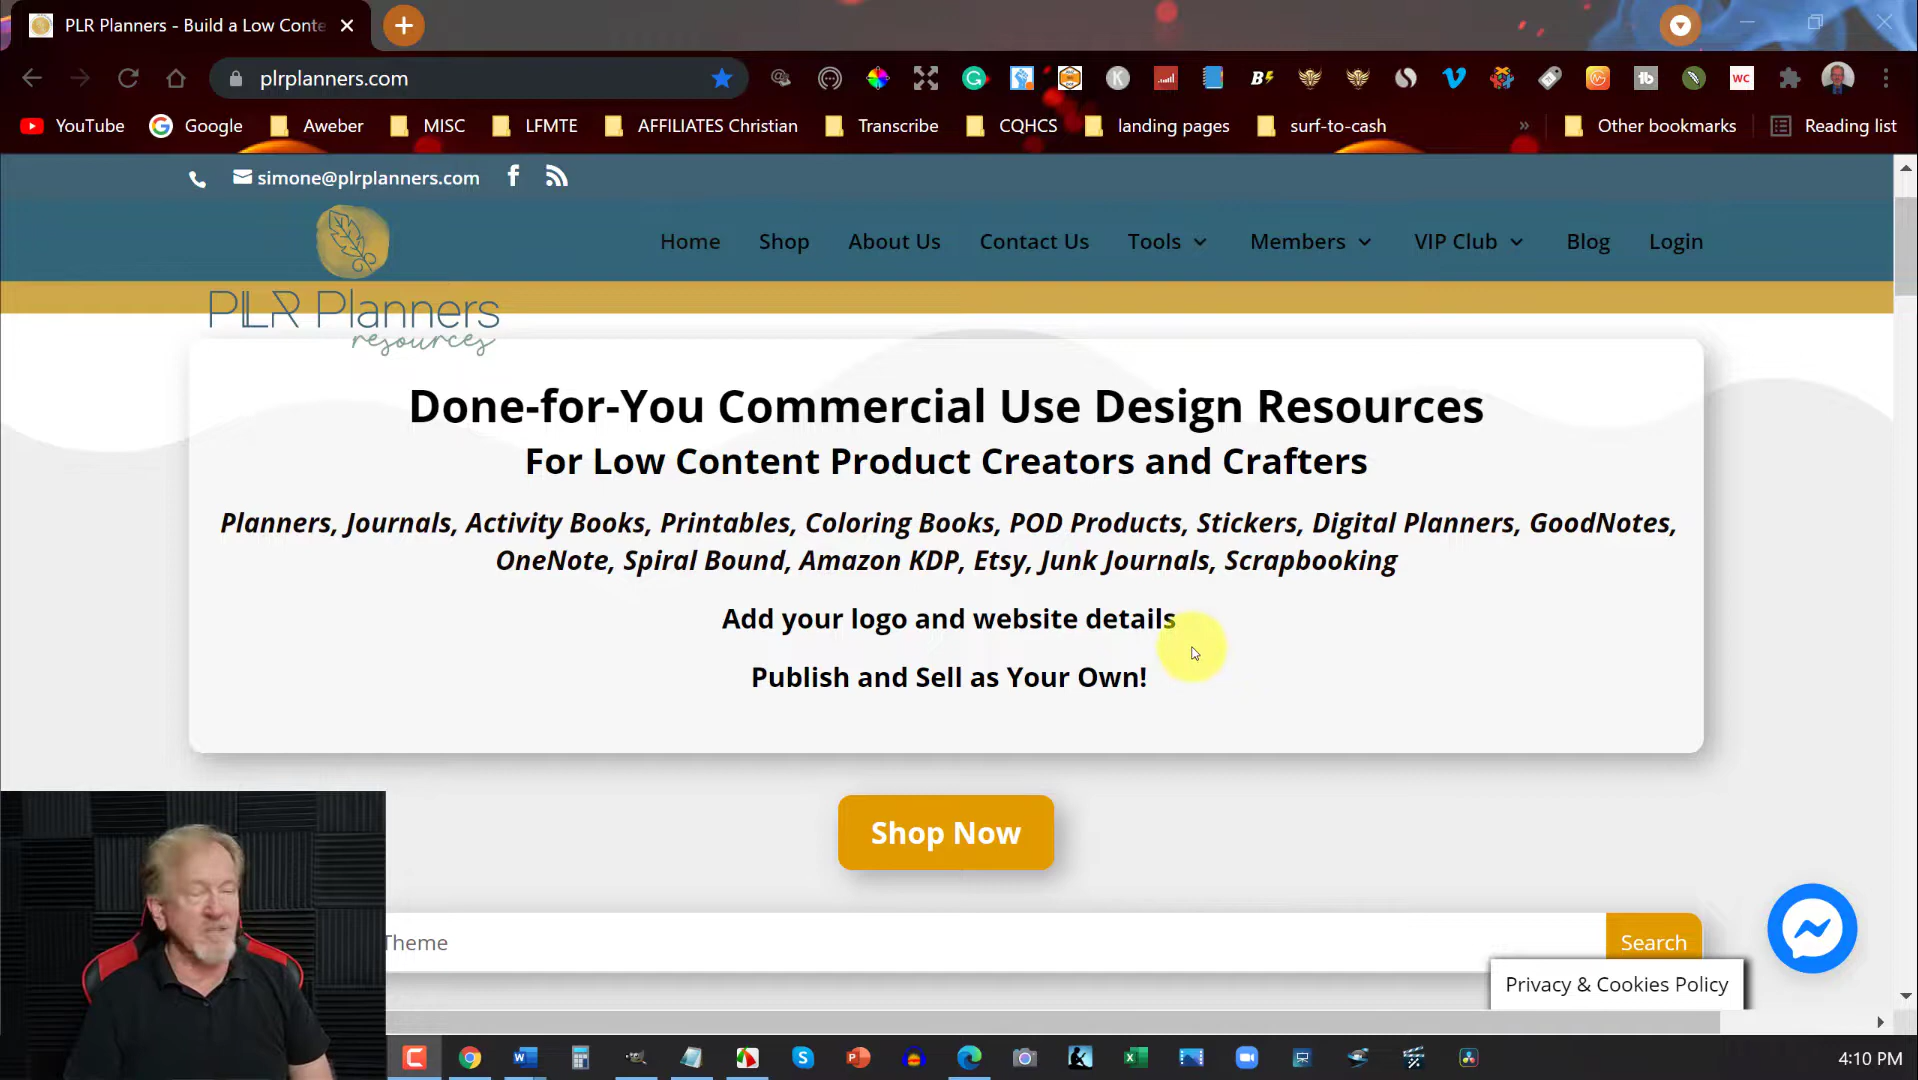 PLR Planners - Build a Low Conte
plrplanners.com
YouTube Google Aweber MISC LFMTE AFFILIATES Christian Transcribe CQHCS landing pages surf-to-cash » Other bookmarks Reading list
simone@plrplanners.com
Home Shop About Us Contact Us Tools Members VIP Club Blog Login
PLR Planners
resources
Done-for-You Commercial Use Design Resources
For Low Content Product Creators and Crafters
Planners, Journals, Activity Books, Printables, Coloring Books, POD Products, Stickers, Digital Planners, GoodNotes,
OneNote, Spiral Bound, Amazon KDP, Etsy, Junk Journals, Scrapbooking
Add your logo and website details
Publish and Sell as Your Own!
Shop Now
Theme
Search
Privacy & Cookies Policy
4:10 PM